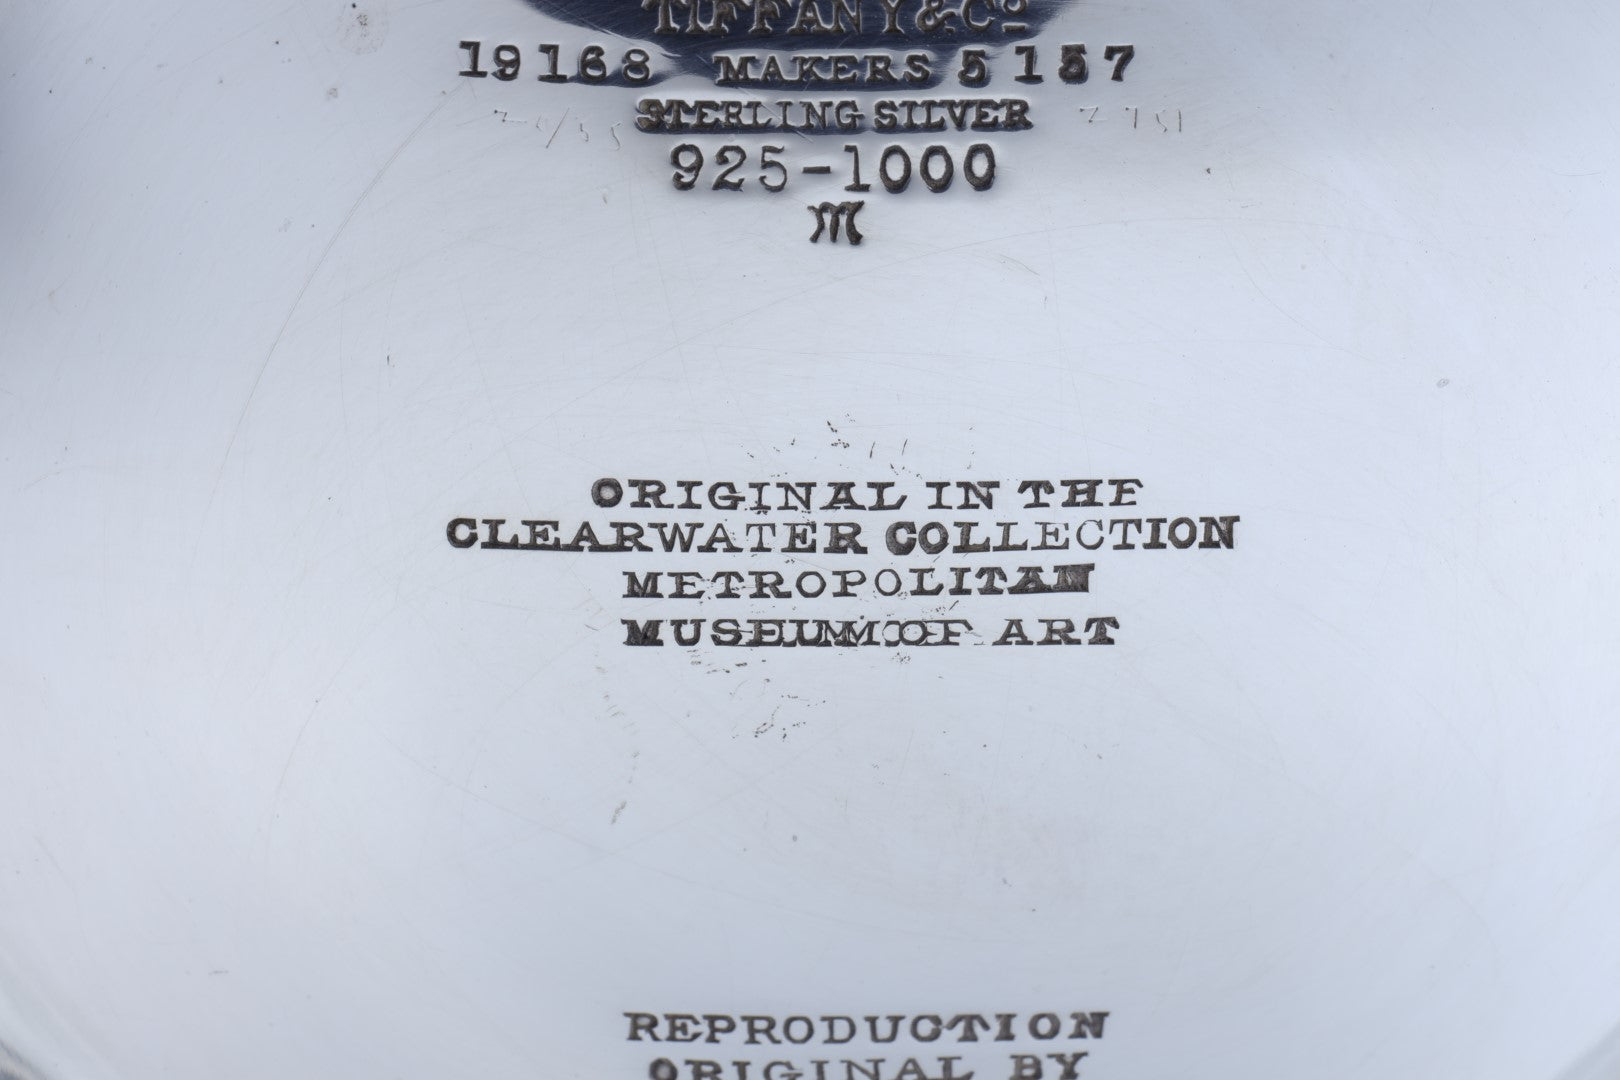 TIFFANY & Co
19168 MAKERS 5157
STERLING SILVER
925-1000
M
ORIGINAL IN THE
CLEARWATER COLLECTION
METROPOLITAN
MUSEUM OF ART
REPRODUCTION
ORIGINAL BY